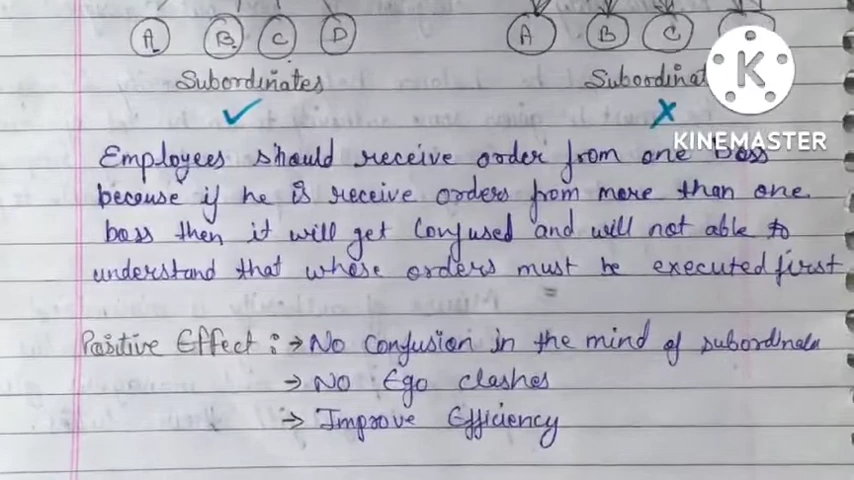 A B C D A B C
Subordinates Subordinat
K
KINEMASTER
Employees should receive order from one boss
because if he is receive orders from more than one
boss then it will get confused and will not able to
understand that whose orders must be executed first
Positive Effect :→ No confusion in the mind of subordinate
→ No Ego clashes
→ Improve Efficiency